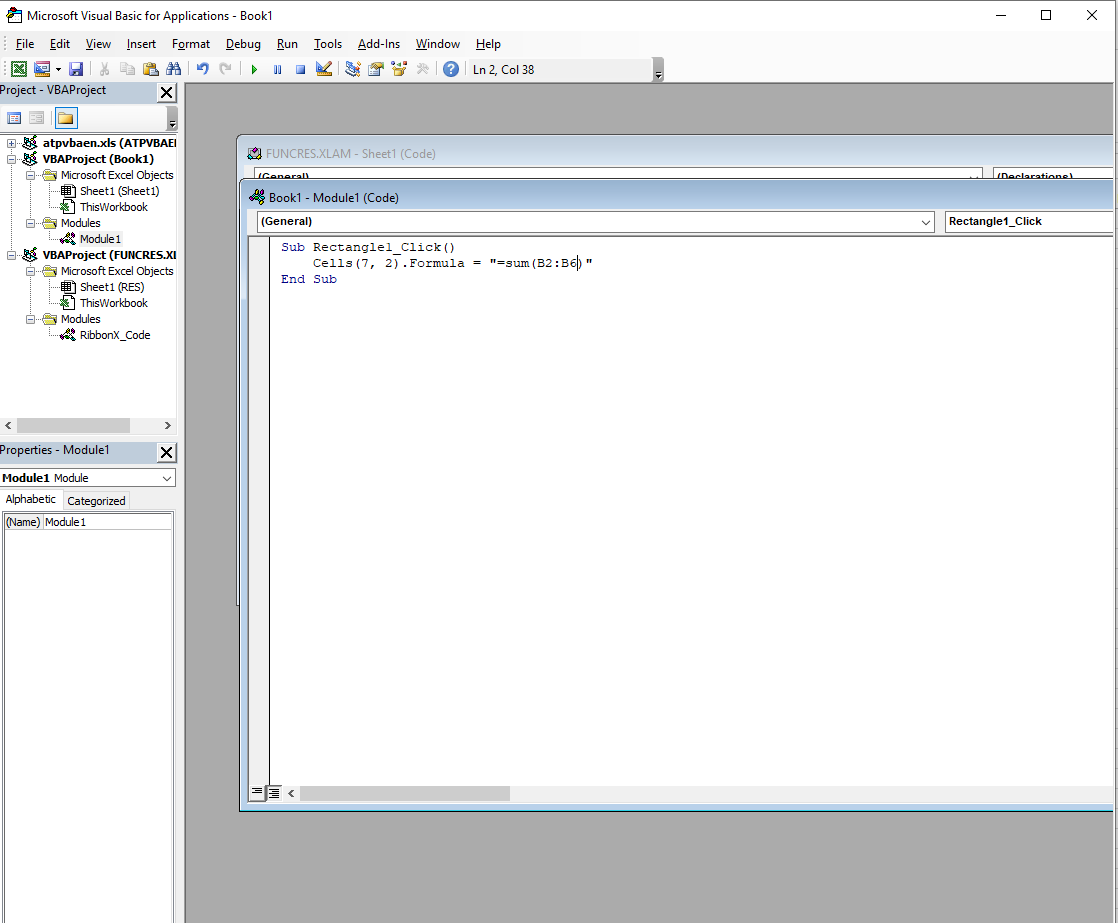 Microsoft Visual Basic for Applications - Book1
File Edit View Insert Format Debug Run Tools Add-Ins Window Help
Ln 2, Col 38
Project - VBAProject
atpvbaen.xls (ATPVBAE
VBAProject (Book1)
Microsoft Excel Objects
Sheet1 (Sheet1)
ThisWorkbook
Modules
Module1
VBAProject (FUNCRES.XL
Microsoft Excel Objects
Sheet1 (RES)
ThisWorkbook
Modules
RibbonX_Code
Properties - Module1
Module1 Module
Alphabetic Categorized
(Name) Module1
FUNCRES.XLAM - Sheet1 (Code)
(General) (Declarations)
Book1 - Module1 (Code)
(General) Rectangle1_Click
Sub Rectangle1_Click()
Cells(7, 2).Formula = "=sum(B2:B6)"
End Sub